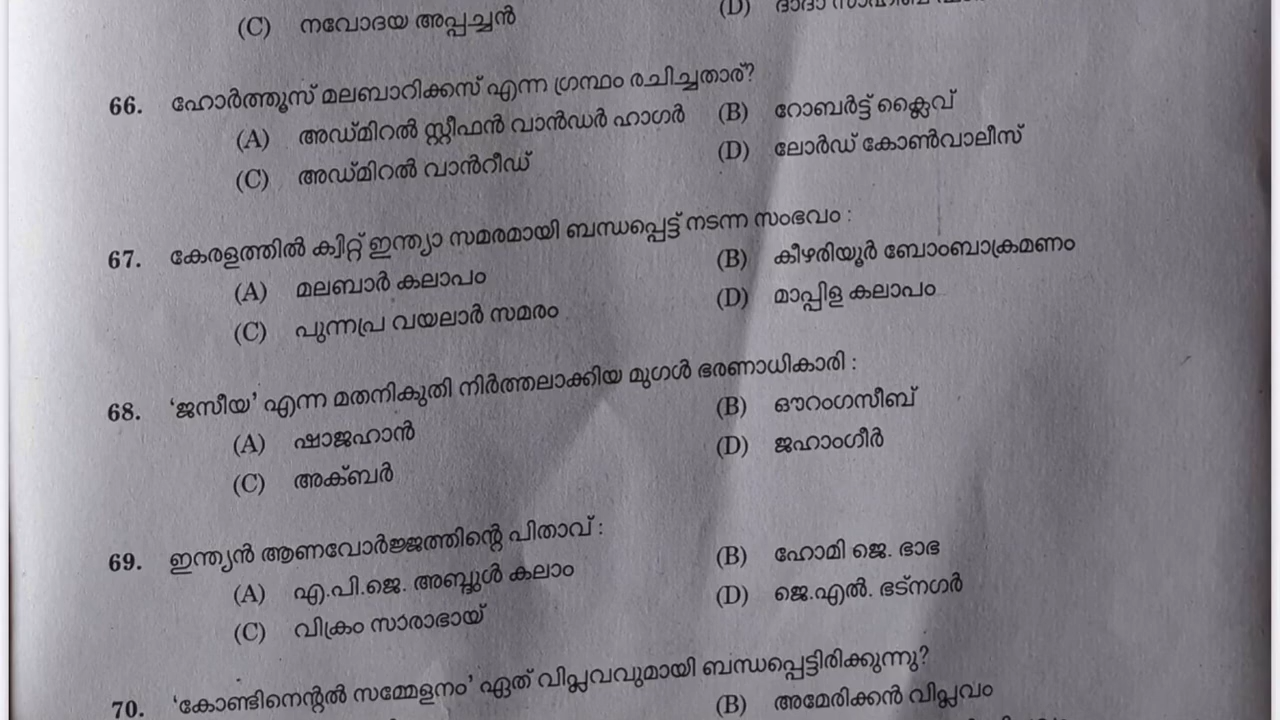 (C) നവോദയ അപ്പച്ചൻ (D)
66. ഹോർത്തൂസ് മലബാറിക്കസ് എന്ന ഗ്രന്ഥം രചിച്ചതാര്?
(A) അഡ്മിറൽ സ്റ്റീഫൻ വാൻഡർ ഹാഗർ (B) റോബർട്ട് ക്ലൈവ്
(C) അഡ്മിറൽ വാൻറീഡ് (D) ലോർഡ് കോൺവാലീസ്
67. കേരളത്തിൽ ക്വിറ്റ് ഇന്ത്യാ സമരമായി ബന്ധപ്പെട്ട് നടന്ന സംഭവം :
(A) മലബാർ കലാപം (B) കീഴരിയൂർ ബോംബാക്രമണം
(C) പുന്നപ്ര വയലാർ സമരം (D) മാപ്പിള കലാപം
68. ‘ജസീയ’ എന്ന മതനികുതി നിർത്തലാക്കിയ മുഗൾ ഭരണാധികാരി :
(A) ഷാജഹാൻ (B) ഔറംഗസീബ്
(C) അക്ബർ (D) ജഹാംഗീർ
69. ഇന്ത്യൻ ആണവോർജ്ജത്തിന്റെ പിതാവ് :
(A) എ.പി.ജെ. അബ്ദുൾ കലാം (B) ഹോമി ജെ. ഭാഭ
(C) വിക്രം സാരാഭായ് (D) ജെ.എൽ. ഭട്നഗർ
70. ‘കോണ്ടിനെന്റൽ സമ്മേളനം’ ഏത് വിപ്ലവവുമായി ബന്ധപ്പെട്ടിരിക്കുന്നു?
(B) അമേരിക്കൻ വിപ്ലവം